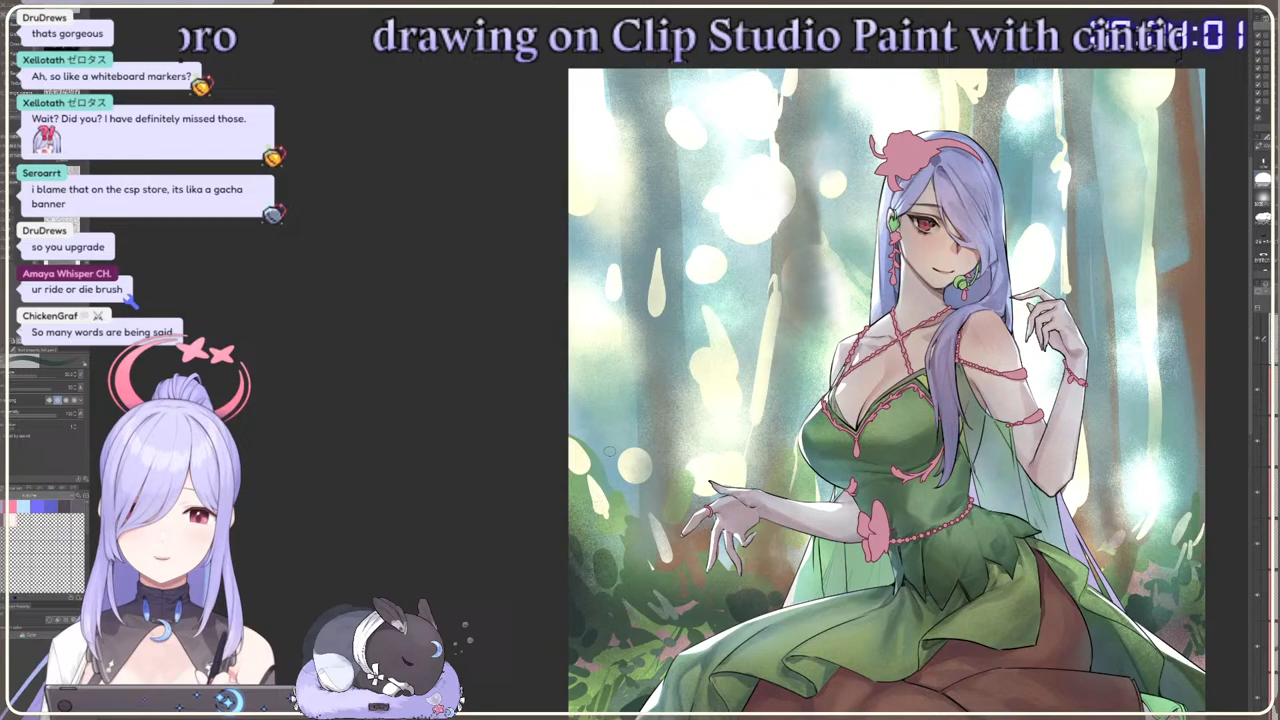 DruDrews
thats gorgeous
Xellotath ゼロタス
Ah, so like a whiteboard markers?
Xellotath ゼロタス
Wait? Did you? I have definitely missed those.
Seroarrt
i blame that on the csp store, its lika a gacha
banner
DruDrews
so you upgrade
Amaya Whisper CH.
ur ride or die brush
ChickenGraf
So many words are being said
pro drawing on Clip Studio Paint with cintiq